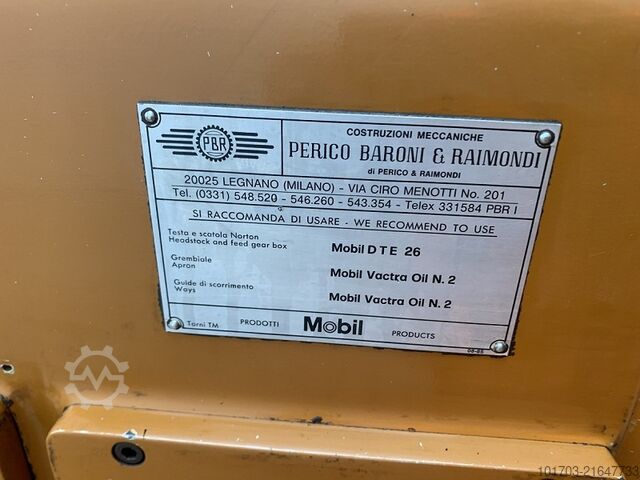 PBR
COSTRUZIONI MECCANICHE
PERICO BARONI & RAIMONDI
di PERICO & RAIMONDI
20025 LEGNANO (MILANO) - VIA CIRO MENOTTI No. 201
Tel. (0331) 548.520 - 546.260 - 543.354 - Telex 331584 PBR I
SI RACCOMANDA DI USARE - WE RECOMMEND TO USE
Testa e scatola Norton
Headstock and feed gear box
Mobil DTE 26
Grembiale
Apron
Mobil Vactra Oil N. 2
Guide di scorrimento
Ways
Mobil Vactra Oil N. 2
Torni TM
PRODOTTI
Mobil
PRODUCTS
08-85
101703-21647733